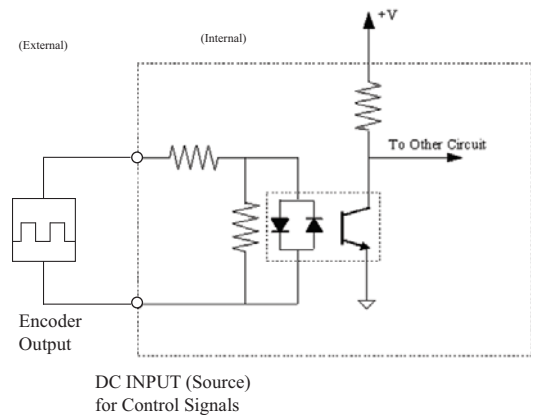 +V
(External)
(Internal)
To Other Circuit
Encoder
Output
DC INPUT (Source)
for Control Signals